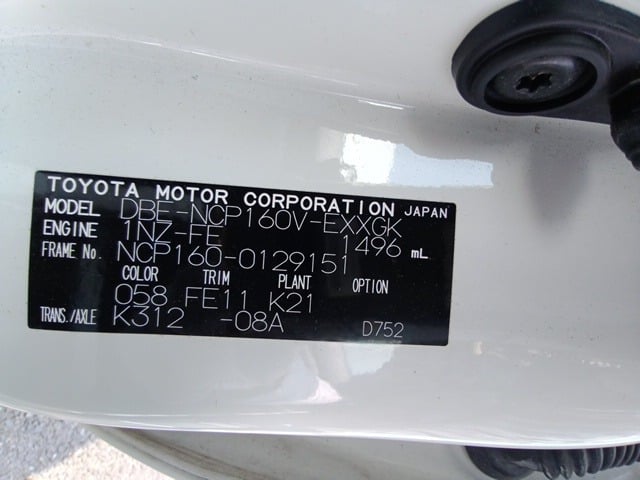 TOYOTA MOTOR CORPORATION JAPAN
MODEL DBE-NCP160V-EXXGK
ENGINE 1NZ-FE 1496 mL
FRAME No. NCP160-0129151
COLOR TRIM PLANT OPTION
058 FE11 K21
TRANS./AXLE K312 -08A D752